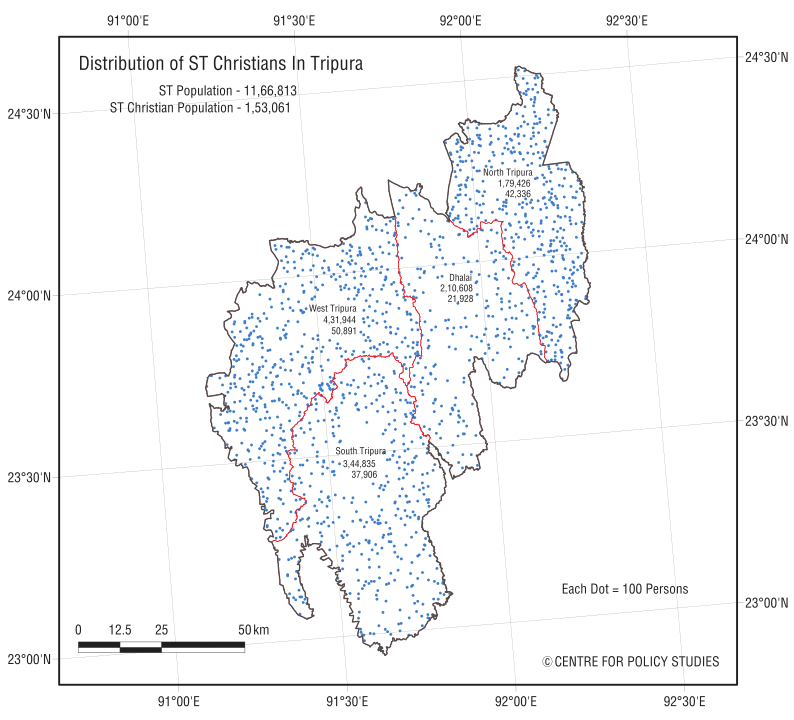 91°00'E 91°30'E 92°00'E 92°30'E
Distribution of ST Christians In Tripura
ST Population - 11,66,813
ST Christian Population - 1,53,061
24°30'N 24°30'N
North Tripura
1,79,426
42,336
24°00'N 24°00'N
Dhalai
2,10,608
21,928
West Tripura
4,31,944
50,891
23°30'N 23°30'N
South Tripura
3,44,835
37,906
Each Dot = 100 Persons
23°00'N 23°00'N
0 12.5 25 50 km
© CENTRE FOR POLICY STUDIES
91°00'E 91°30'E 92°00'E 92°30'E